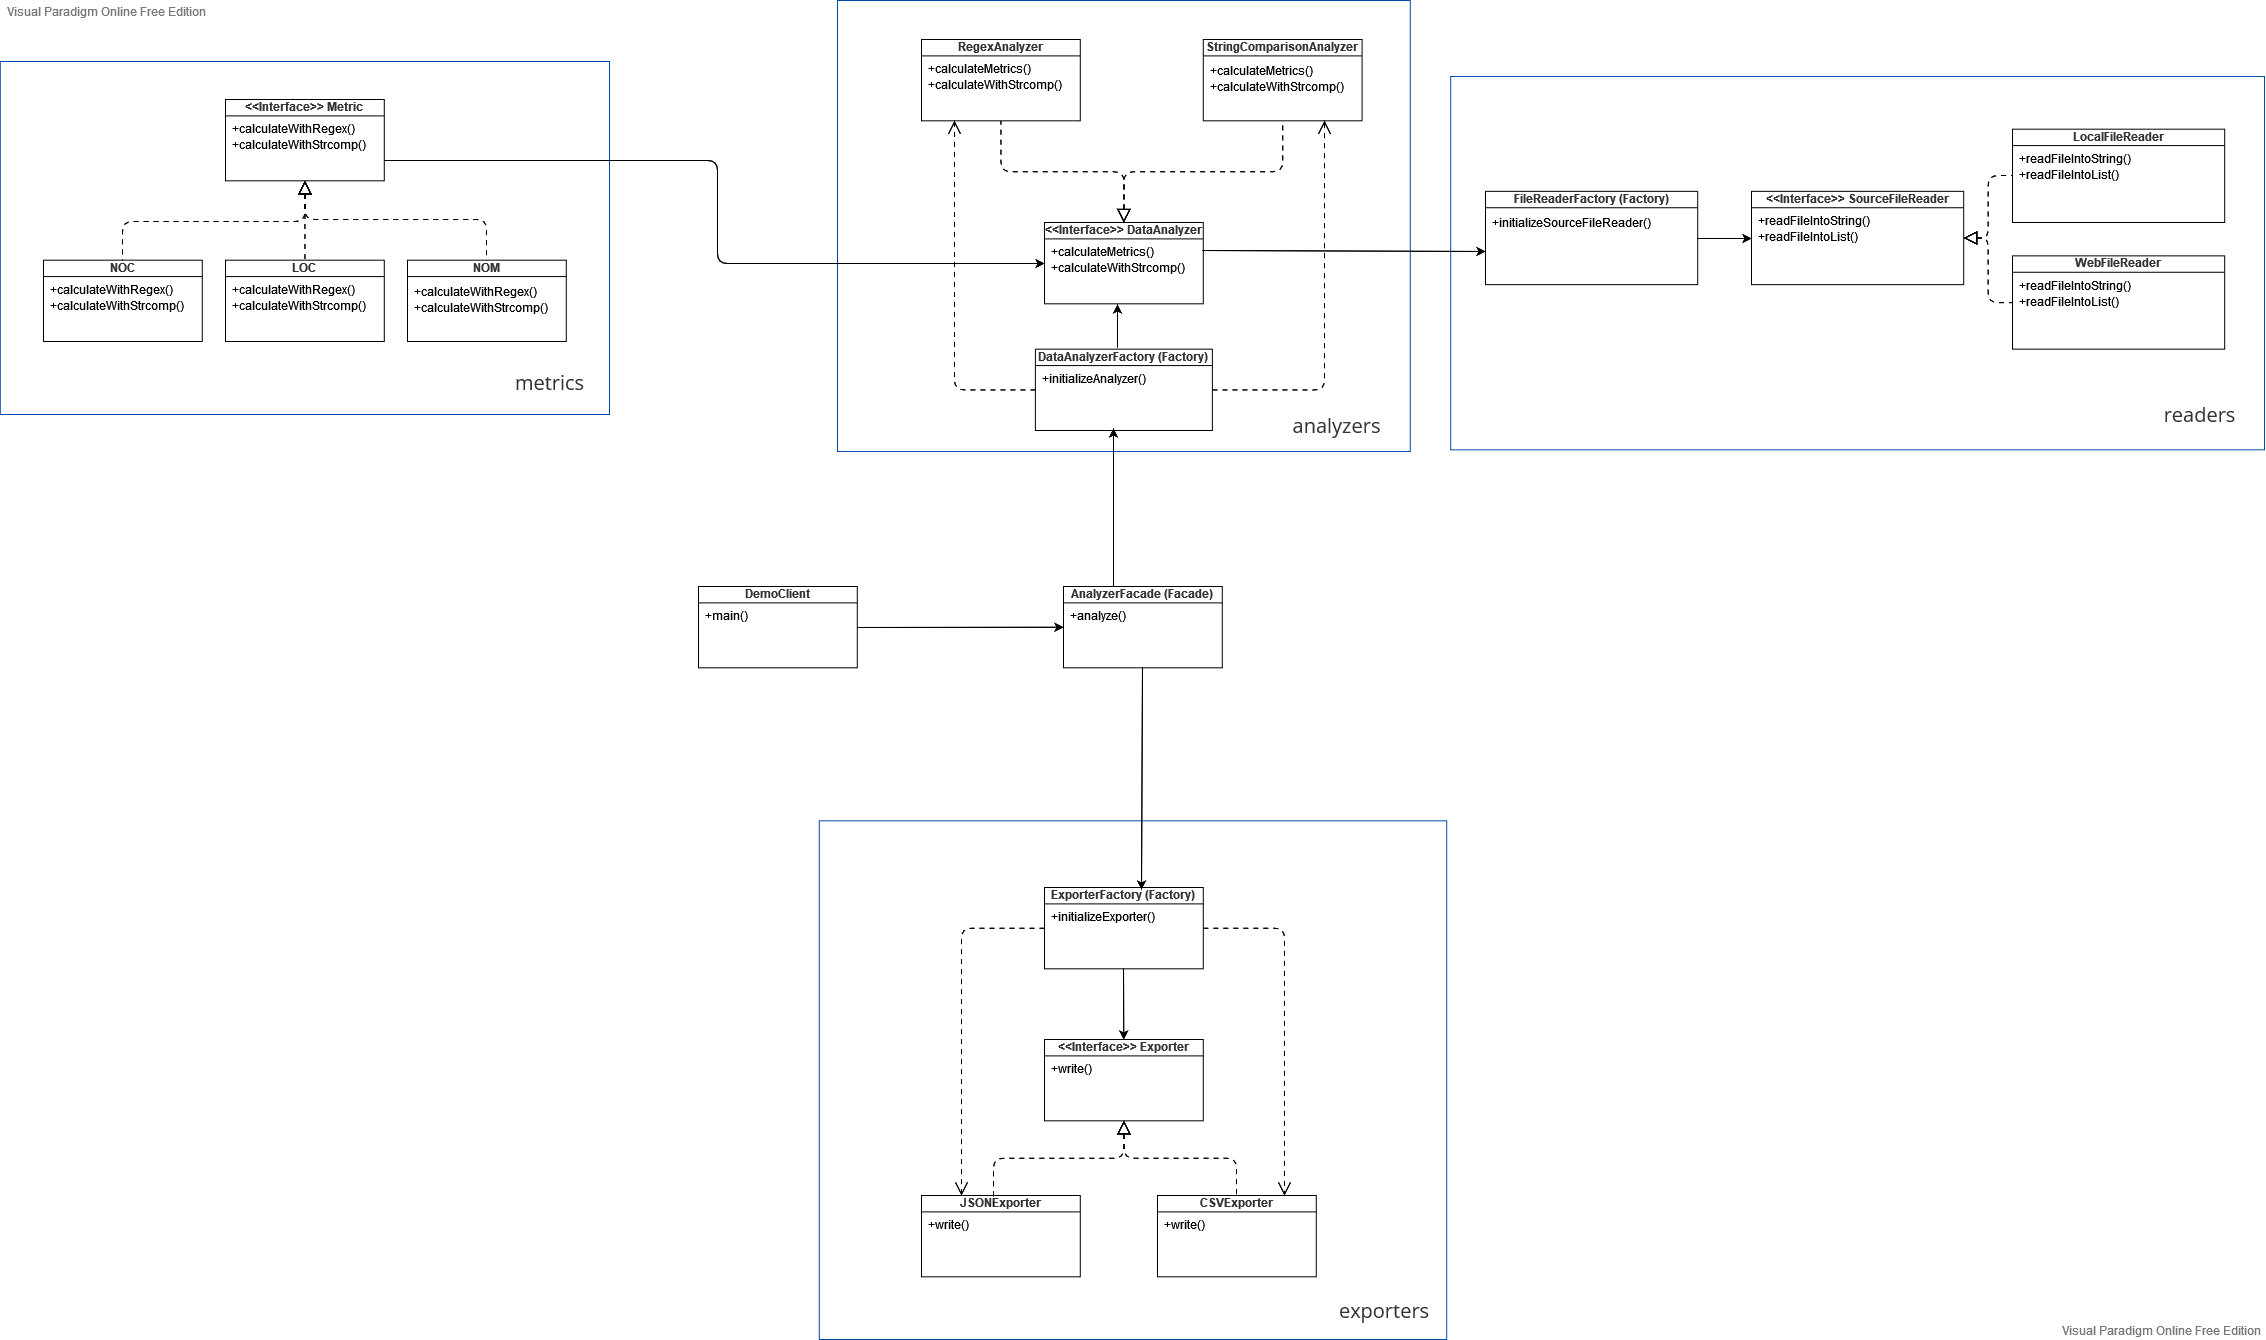 Visual Paradigm Online Free Edition
<<Interface>> Metric
+calculateWithRegex()
+calculateWithStrcomp()
NOC
+calculateWithRegex()
+calculateWithStrcomp()
LOC
+calculateWithRegex()
+calculateWithStrcomp()
NOM
+calculateWithRegex()
+calculateWithStrcomp()
metrics
RegexAnalyzer
+calculateMetrics()
+calculateWithStrcomp()
StringComparisonAnalyzer
+calculateMetrics()
+calculateWithStrcomp()
<<Interface>> DataAnalyzer
+calculateMetrics()
+calculateWithStrcomp()
DataAnalyzerFactory (Factory)
+initializeAnalyzer()
analyzers
FileReaderFactory (Factory)
+initializeSourceFileReader()
<<Interface>> SourceFileReader
+readFileIntoString()
+readFileIntoList()
LocalFileReader
+readFileIntoString()
+readFileIntoList()
WebFileReader
+readFileIntoString()
+readFileIntoList()
readers
DemoClient
+main()
AnalyzerFacade (Facade)
+analyze()
ExporterFactory (Factory)
+initializeExporter()
<<Interface>> Exporter
+write()
JSONExporter
+write()
CSVExporter
+write()
exporters
Visual Paradigm Online Free Edition